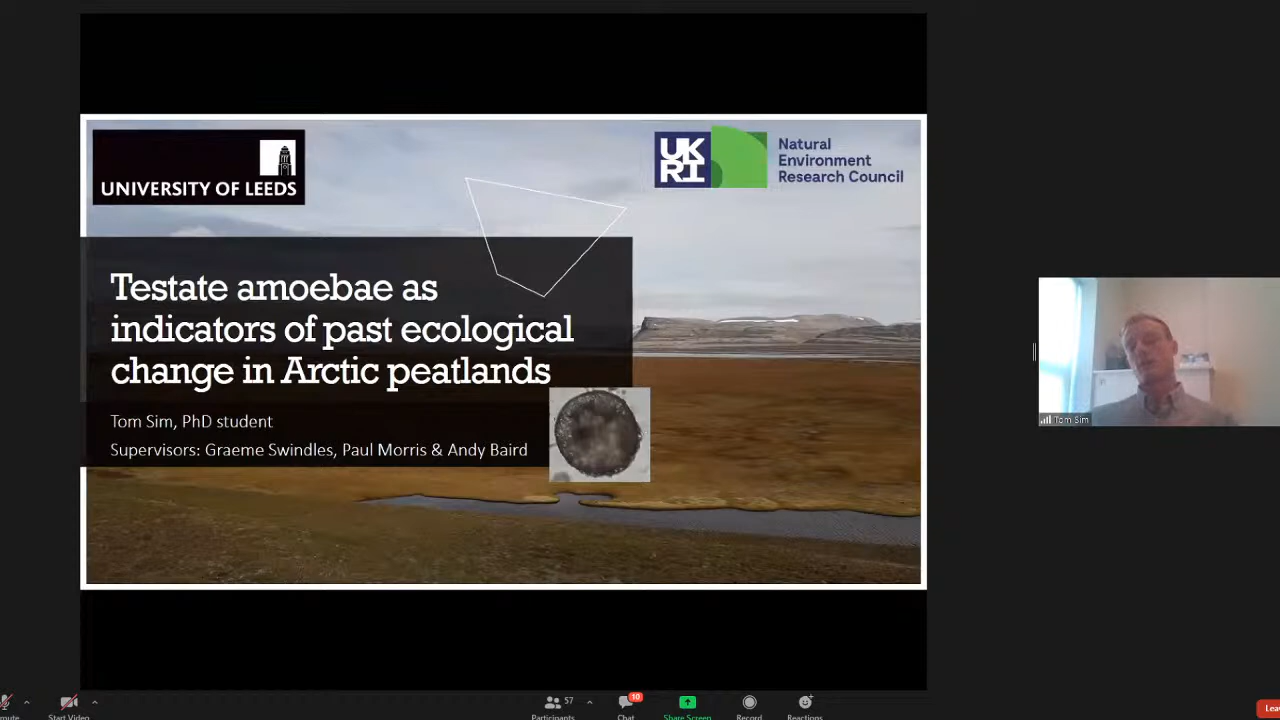 UNIVERSITY OF LEEDS
UK
RI
Natural
Environment
Research Council
Testate amoebae as
indicators of past ecological
change in Arctic peatlands
Tom Sim, PhD student
Supervisors: Graeme Swindles, Paul Morris & Andy Baird
Tom Sim
mute
Start Video
57
Participants
10
Chat
Share Screen
Record
Reactions
Lea